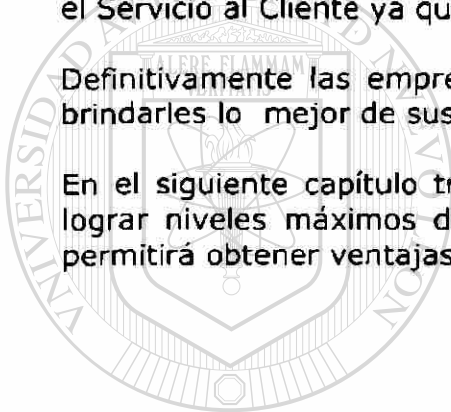 el Servicio al Cliente ya qu
ALERE FLAMMAM
VERITATIS
Definitivamente las empre
brindarles lo mejor de sus
En el siguiente capítulo tr
lograr niveles máximos d
permitirá obtener ventajas